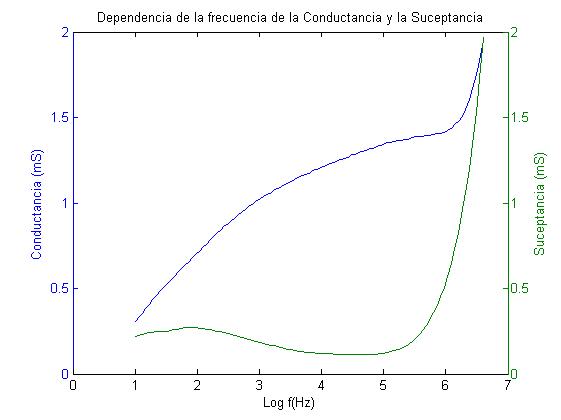 Dependencia de la frecuencia de la Conductancia y la Suceptancia
2 2
1.5 1.5
1 1
0.5 0.5
0 0
Conductancia (mS)
Suceptancia (mS)
0 1 2 3 4 5 6 7
Log f(Hz)